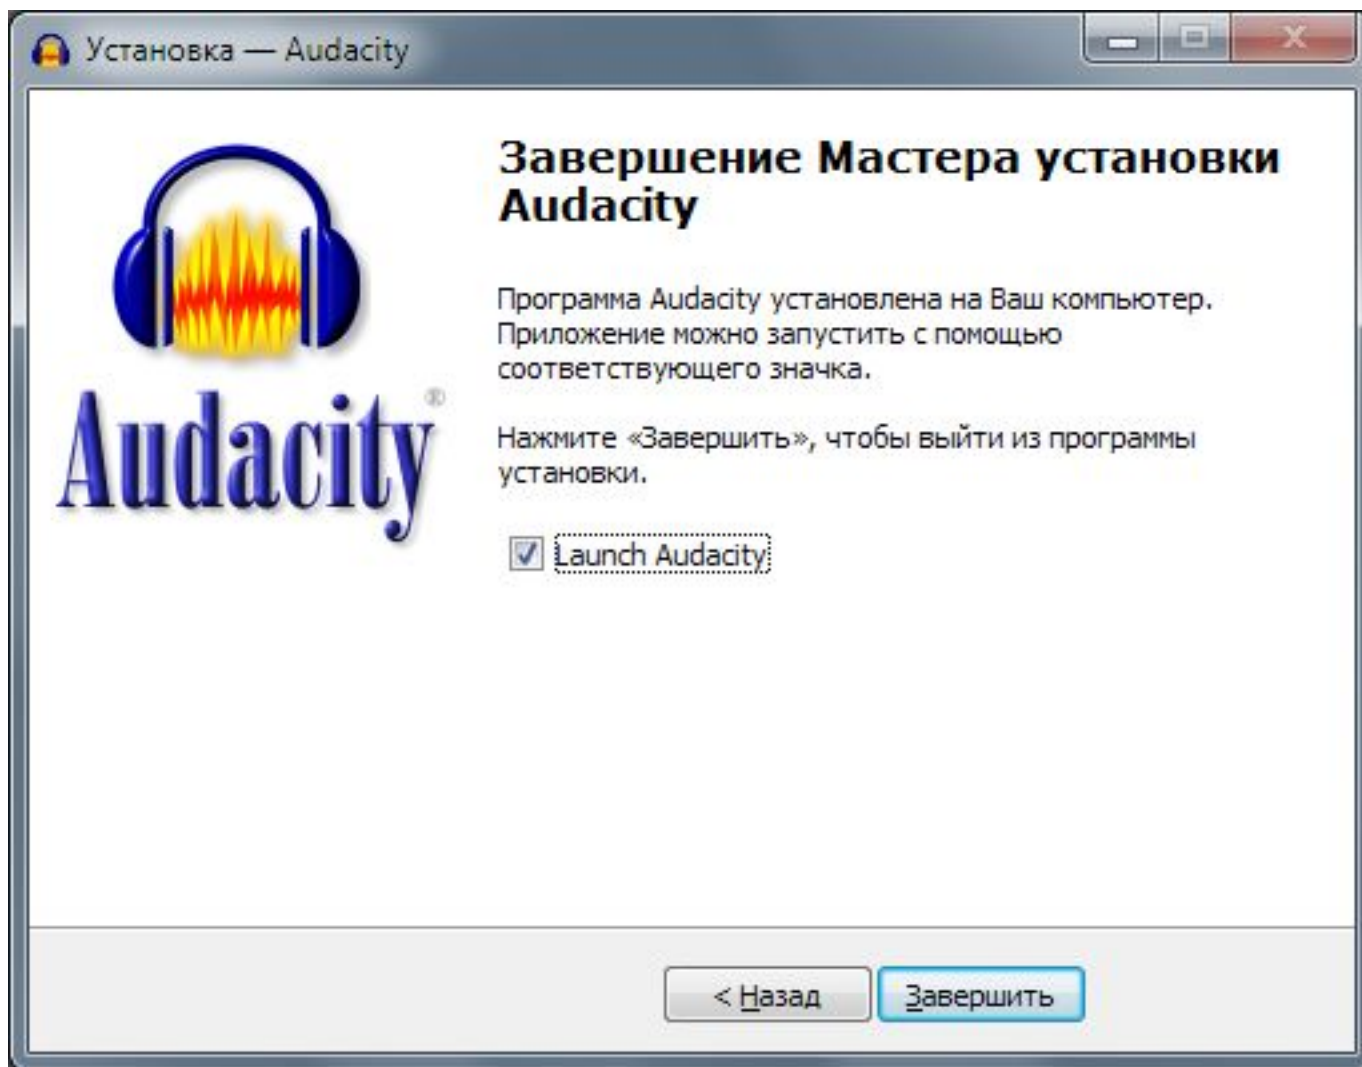 Установка — Audacity
Завершение Мастера установки
Audacity
Программа Audacity установлена на Ваш компьютер.
Приложение можно запустить с помощью
соответствующего значка.
Нажмите «Завершить», чтобы выйти из программы
установки.
Launch Audacity
Audacity®
< Назад
Завершить